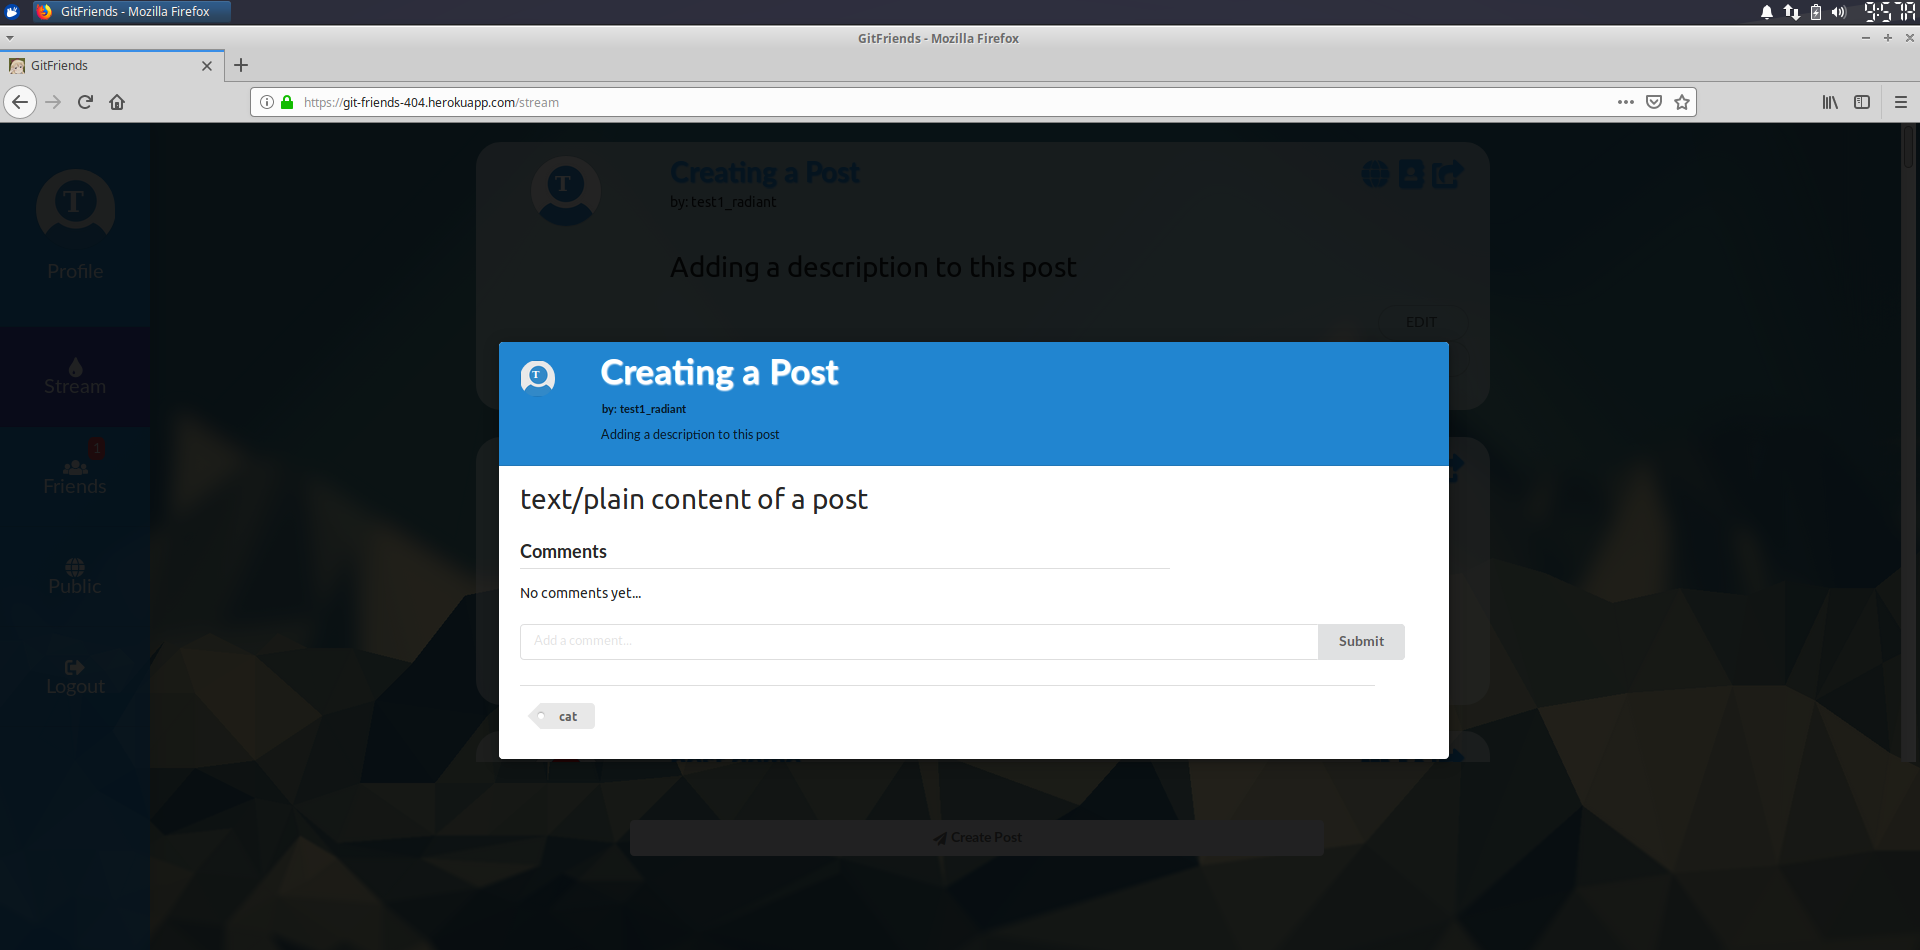 GitFriends - Mozilla Firefox
9:57A
GitFriends - Mozilla Firefox
GitFriends
https://git-friends-404.herokuapp.com/stream
T
Profile
Stream
1
Friends
Public
Logout
T
Creating a Post
by: test1_radiant
Adding a description to this post
EDIT
T
Creating a Post
by: test1_radiant
Adding a description to this post
text/plain content of a post
Comments
No comments yet...
Add a comment...
Submit
cat
Create Post